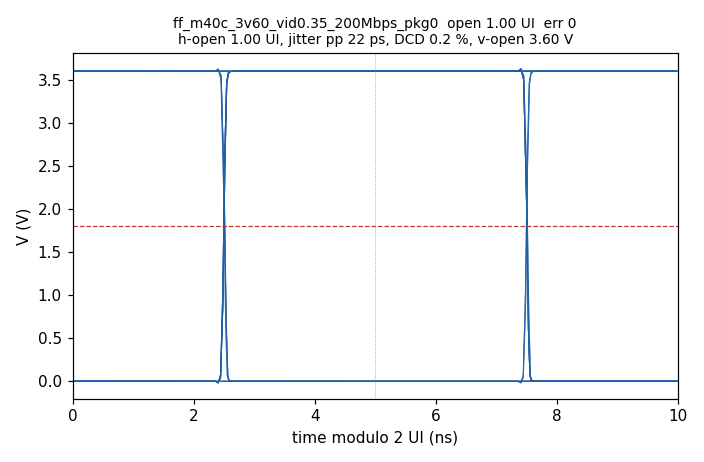 ff_m40c_3v60_vid0.35_200Mbps_pkg0  open 1.00 UI  err 0
h-open 1.00 UI, jitter pp 22 ps, DCD 0.2 %, v-open 3.60 V
3.5
3.0
2.5
2.0
1.5
1.0
0.5
0.0
V (V)
0 2 4 6 8 10
time modulo 2 UI (ns)